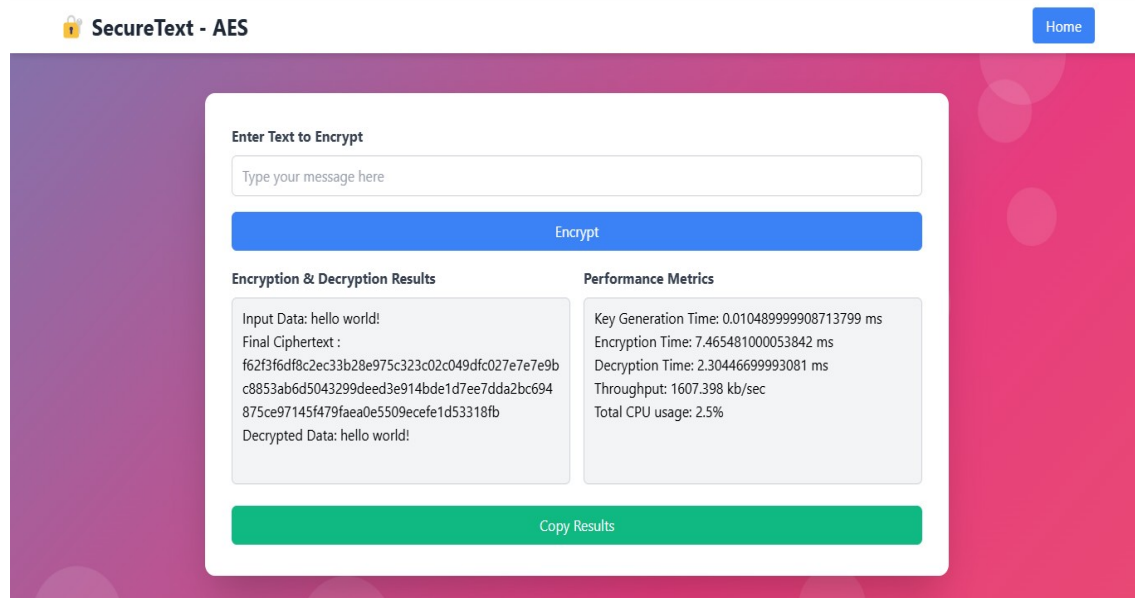 SecureText - AES
Home
Enter Text to Encrypt
Type your message here
Encrypt
Encryption & Decryption Results
Input Data: hello world!
Final Ciphertext :
f62f3f6df8c2ec33b28e975c323c02c049dfc027e7e7e9b
c8853ab6d5043299deed3e914bde1d7ee7dda2bc694
875ce97145f479faea0e5509ecefe1d53318fb
Decrypted Data: hello world!
Performance Metrics
Key Generation Time: 0.010489999908713799 ms
Encryption Time: 7.465481000053842 ms
Decryption Time: 2.30446699993081 ms
Throughput: 1607.398 kb/sec
Total CPU usage: 2.5%
Copy Results